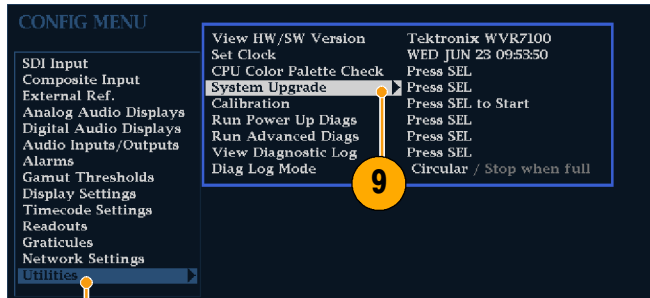 CONFIG MENU
SDI Input
Composite Input
External Ref.
Analog Audio Displays
Digital Audio Displays
Audio Inputs/Outputs
Alarms
Gamut Thresholds
Display Settings
Timecode Settings
Readouts
Graticules
Network Settings
Utilities
View HW/SW Version Tektronix WVR7100
Set Clock WED JUN 23 09:53:50
CPU Color Palette Check Press SEL
System Upgrade Press SEL
Calibration Press SEL to Start
Run Power Up Diags Press SEL
Run Advanced Diags Press SEL
View Diagnostic Log Press SEL
Diag Log Mode Circular / Stop when full
9